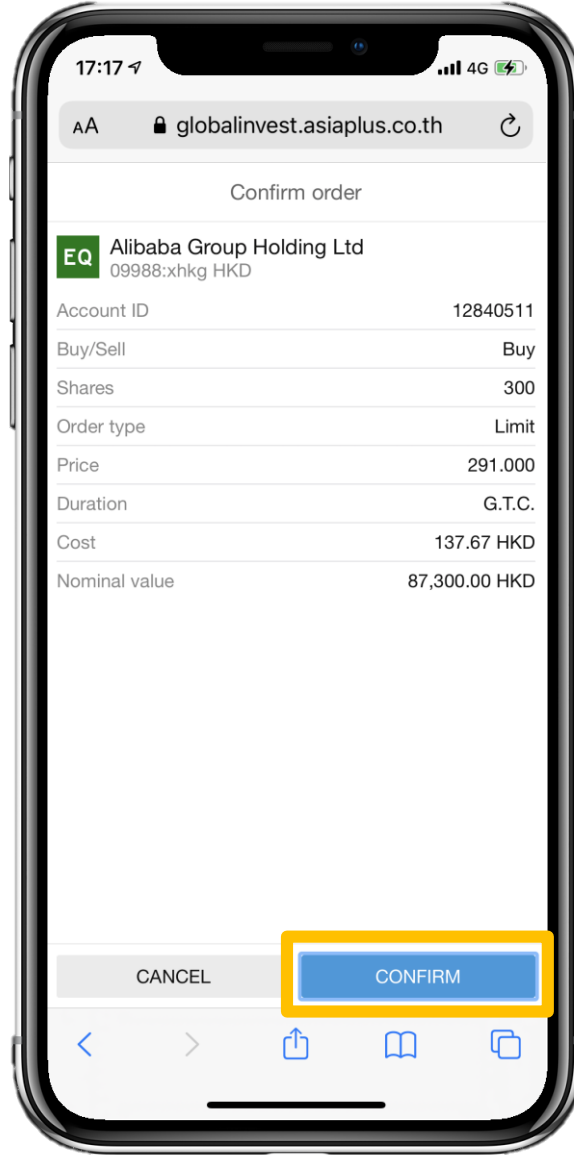 17:17 4G
AA globalinvest.asiaplus.co.th
Confirm order
EQ Alibaba Group Holding Ltd
09988:xhkg HKD
Account ID 12840511
Buy/Sell Buy
Shares 300
Order type Limit
Price 291.000
Duration G.T.C.
Cost 137.67 HKD
Nominal value 87,300.00 HKD
CANCEL CONFIRM